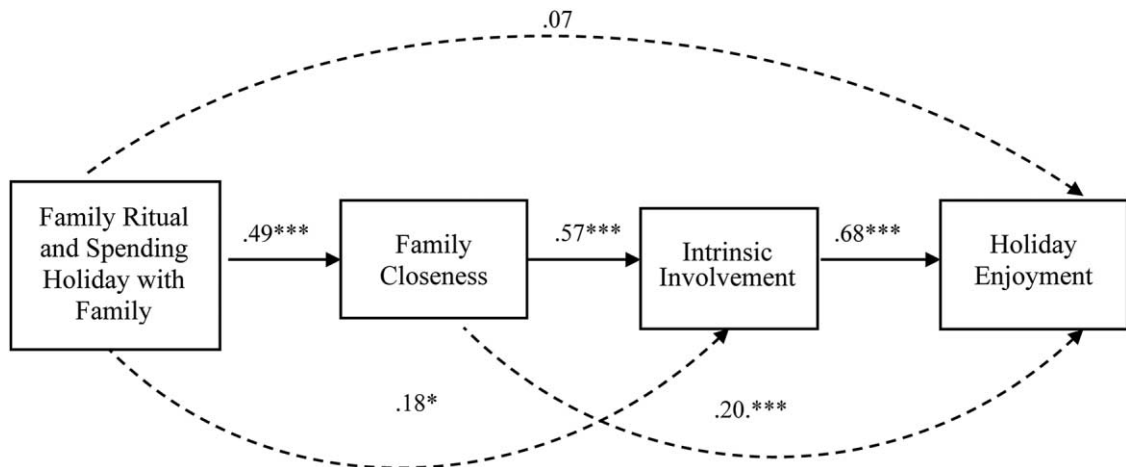 .07
Family Ritual
and Spending
Holiday with
Family
.49***
Family
Closeness
.57***
Intrinsic
Involvement
.68***
Holiday
Enjoyment
.18*
.20.***